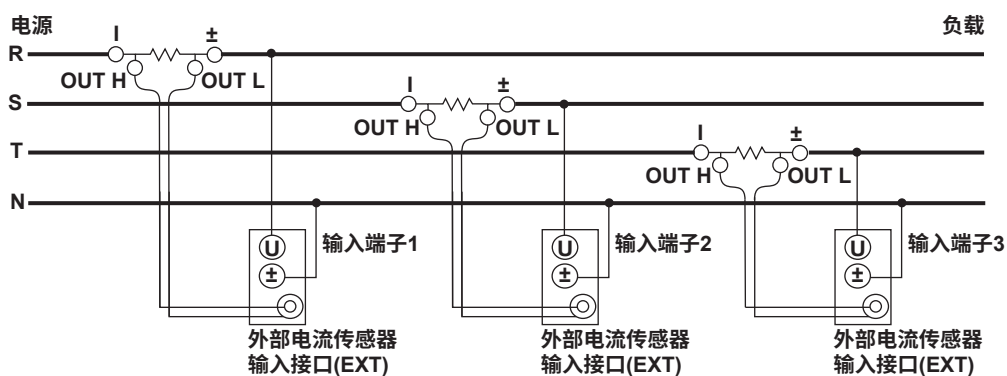 电源
负载
I ±
R
OUT H OUT L
I ±
S
OUT H OUT L
I ±
T
OUT H OUT L
N
U
±
输入端子1
U
±
输入端子2
U
±
输入端子3
外部电流传感器
输入接口(EXT)
外部电流传感器
输入接口(EXT)
外部电流传感器
输入接口(EXT)